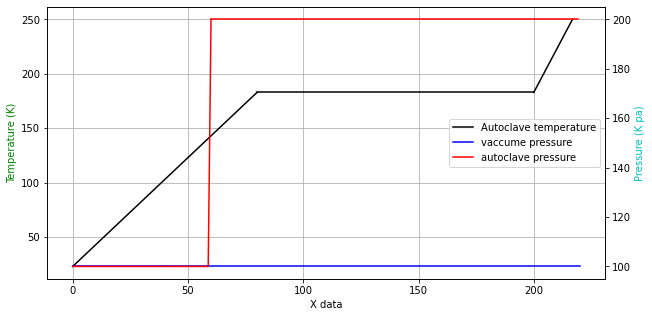 Temperature (K)
250
200
150
100
50
0
50
100
150
200
X data
200
180
160
140
120
100
Pressure (K pa)
Autoclave temperature
vaccume pressure
autoclave pressure